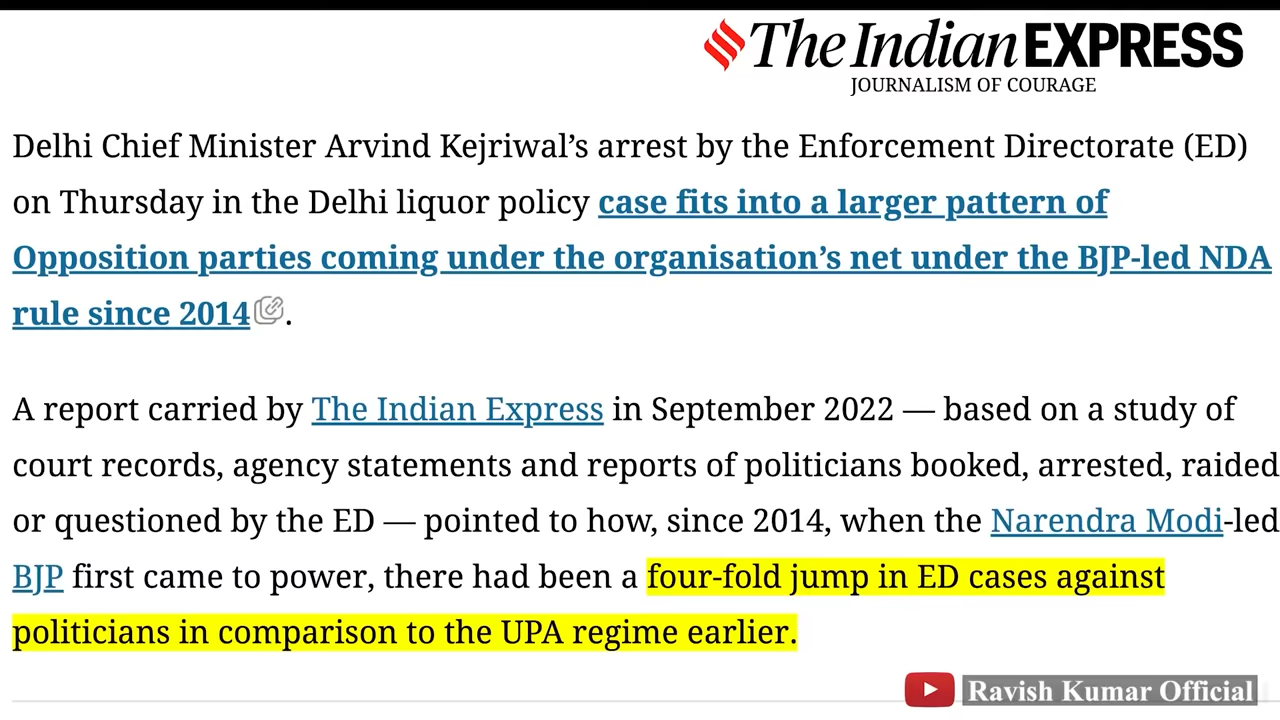 The Indian EXPRESS
JOURNALISM OF COURAGE
Delhi Chief Minister Arvind Kejriwal’s arrest by the Enforcement Directorate (ED)
on Thursday in the Delhi liquor policy case fits into a larger pattern of
Opposition parties coming under the organisation’s net under the BJP-led NDA
rule since 2014.
A report carried by The Indian Express in September 2022 — based on a study of
court records, agency statements and reports of politicians booked, arrested, raided
or questioned by the ED — pointed to how, since 2014, when the Narendra Modi-led
BJP first came to power, there had been a four-fold jump in ED cases against
politicians in comparison to the UPA regime earlier.
Ravish Kumar Official